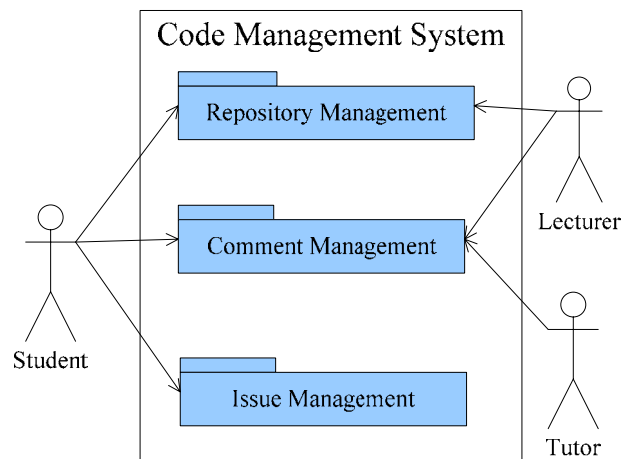 Code Management System
Repository Management
Lecturer
Comment Management
Student
Issue Management
Tutor